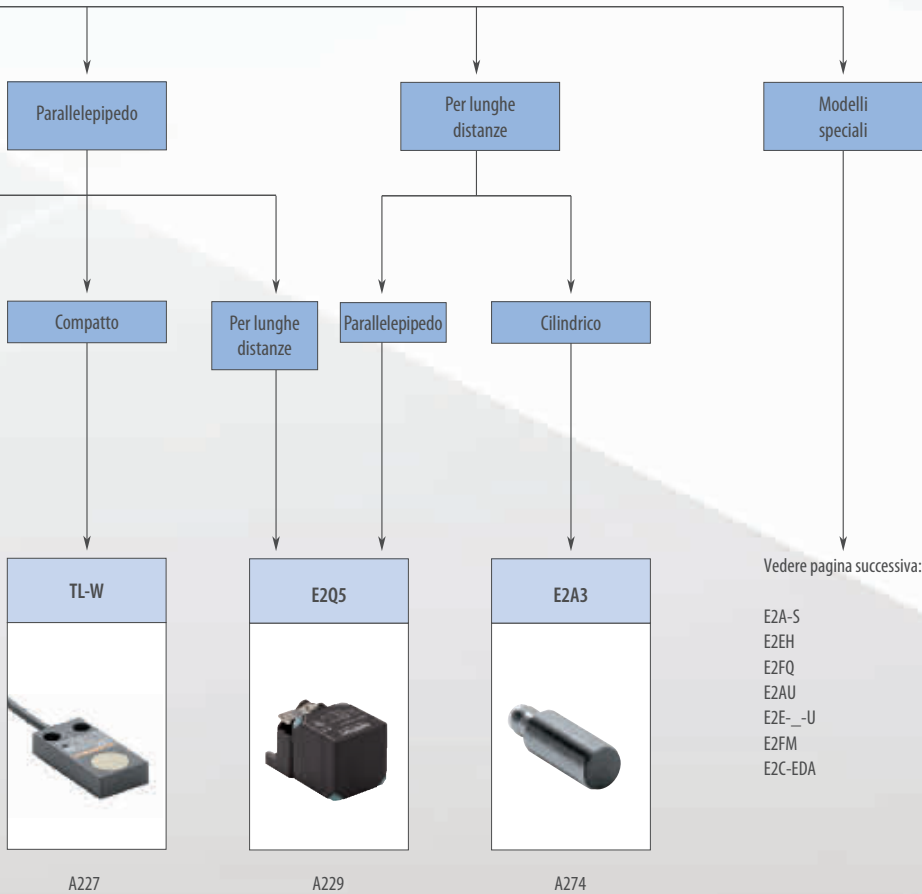 Parallelepipedo
Per lunghe
distanze
Modelli
speciali
Compatto
Per lunghe
distanze
Parallelepipedo
Cilindrico
TL-W
E2Q5
E2A3
Vedere pagina successiva:
E2A-S
E2EH
E2FQ
E2AU
E2E-_-U
E2FM
E2C-EDA
A227
A229
A274